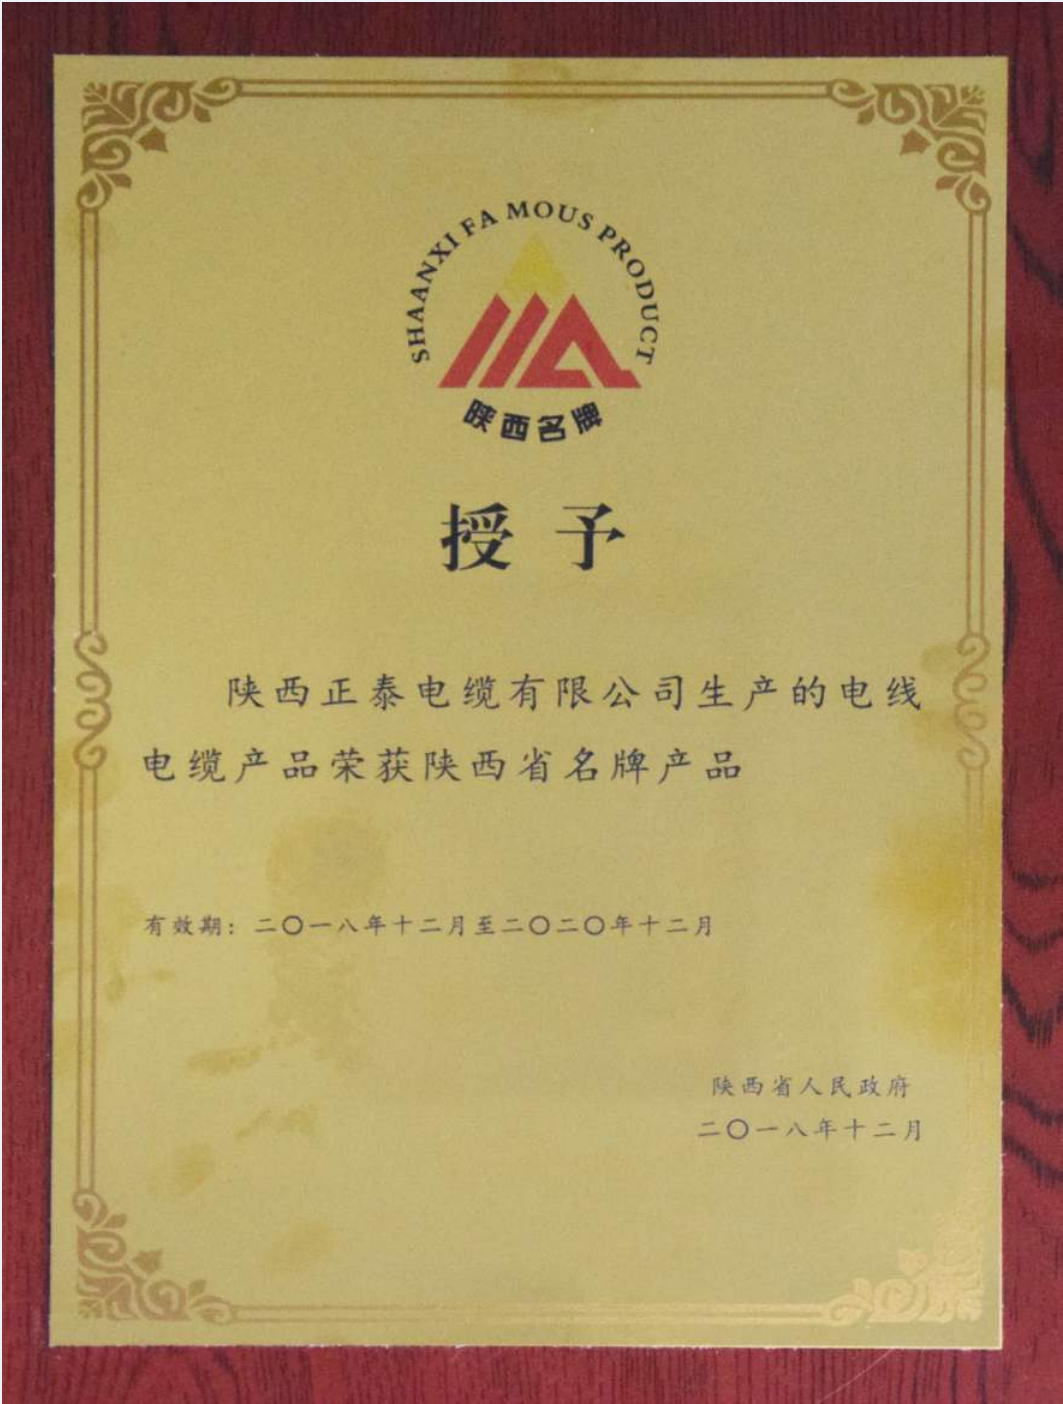 SHAANXI FA MOUS PRODUCT
陕西名牌
授予
陕西正泰电缆有限公司生产的电线
电缆产品荣获陕西省名牌产品
有效期：二〇一八年十二月至二〇二〇年十二月
陕西省人民政府
二〇一八年十二月